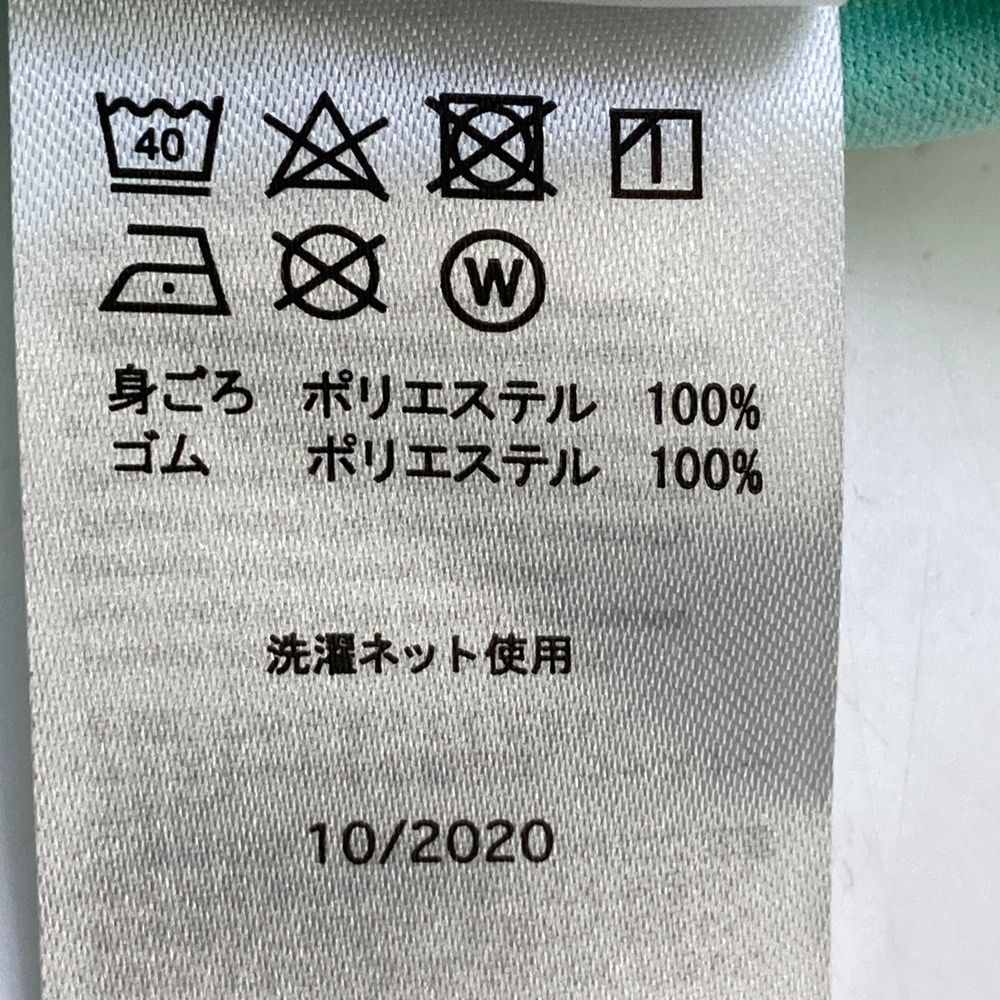 40
W
身ごろ ポリエステル 100%
ゴム ポリエステル 100%
洗濯ネット使用
10/2020